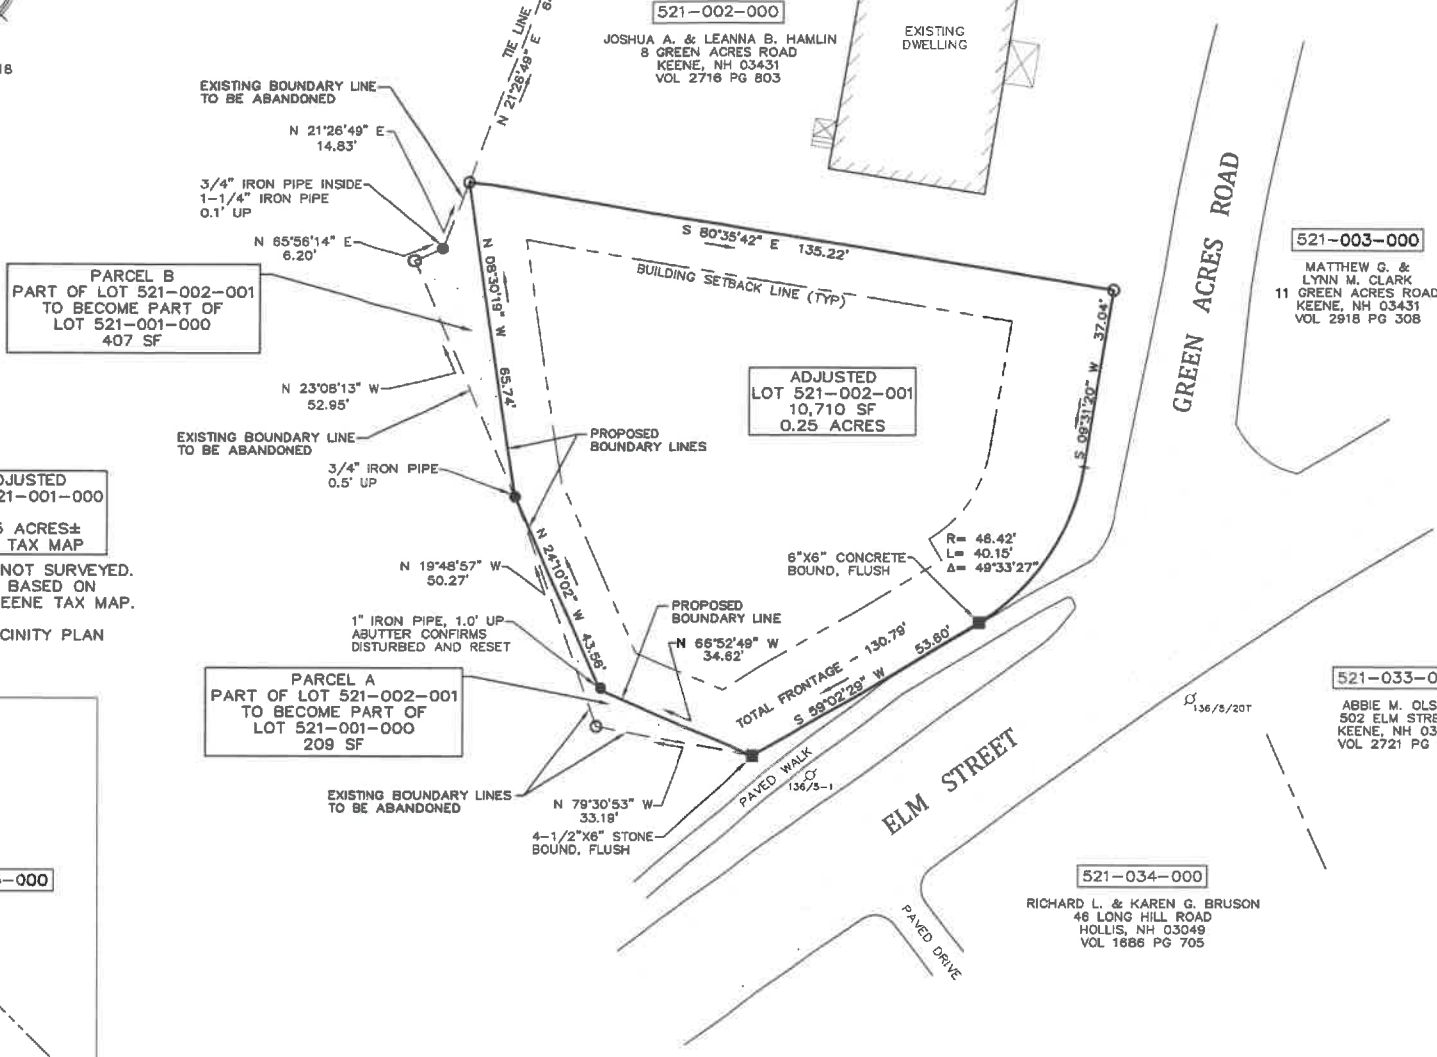 18
521-002-000
JOSHUA A. & LEANNA B. HAMLIN
8 GREEN ACRES ROAD
KEENE, NH 03431
VOL 2716 PG 803
EXISTING
DWELLING
TIE LINE
N 21°26'49" E
EXISTING BOUNDARY LINE
TO BE ABANDONED
N 21°26'49" E
14.83'
3/4" IRON PIPE INSIDE
1-1/4" IRON PIPE
0.1' UP
N 65°56'14" E
6.20'
PARCEL B
PART OF LOT 521-002-001
TO BECOME PART OF
LOT 521-001-000
407 SF
S 80°35'42" E 135.22'
BUILDING SETBACK LINE (TYP)
N 08°30'19" W
65.74'
ADJUSTED
LOT 521-002-001
10,710 SF
0.25 ACRES
S 09°31'20" W 37.04'
GREEN ACRES ROAD
521-003-000
MATTHEW G. &
LYNN M. CLARK
11 GREEN ACRES ROAD
KEENE, NH 03431
VOL 2918 PG 308
N 23°08'13" W
52.95'
EXISTING BOUNDARY LINE
TO BE ABANDONED
PROPOSED
BOUNDARY LINES
3/4" IRON PIPE
0.5' UP
DJUSTED
21-001-000
ACRES±
TAX MAP
NOT SURVEYED.
BASED ON
EENE TAX MAP.
CINITY PLAN
N 24°10'02" W 43.56'
N 19°48'57" W
50.27'
R= 46.42'
L= 40.15'
Δ= 49°33'27"
6"X6" CONCRETE
BOUND, FLUSH
1" IRON PIPE, 1.0' UP
ABUTTER CONFIRMS
DISTURBED AND RESET
PROPOSED
BOUNDARY LINE
N 66°52'49" W
34.62'
TOTAL FRONTAGE - 130.79'
S 59°02'29" W 53.60'
PARCEL A
PART OF LOT 521-002-001
TO BECOME PART OF
LOT 521-001-000
209 SF
EXISTING BOUNDARY LINES
TO BE ABANDONED
N 79°30'53" W
33.19'
4-1/2"X6" STONE
BOUND, FLUSH
PAVED WALK
136/5-1
ELM STREET
136/5/20T
521-033-0
ABBIE M. OLS
502 ELM STRE
KEENE, NH 03
VOL 2721 PG
-000
521-034-000
RICHARD L. & KAREN G. BRUSON
46 LONG HILL ROAD
HOLLIS, NH 03049
VOL 1686 PG 705
PAVED DRIVE